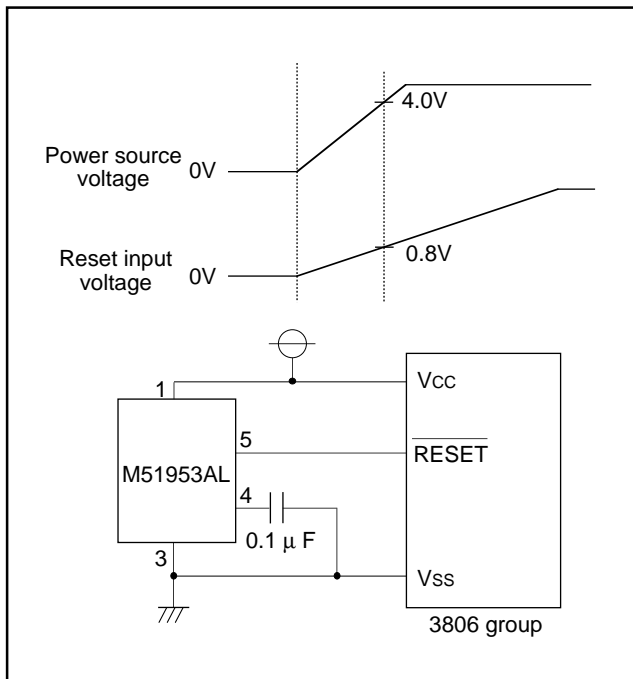 4.0V
Power source
voltage
0V
0.8V
Reset input
voltage
0V
1
VCC
5
RESET
M51953AL
4
0.1 μ F
3
VSS
3806 group